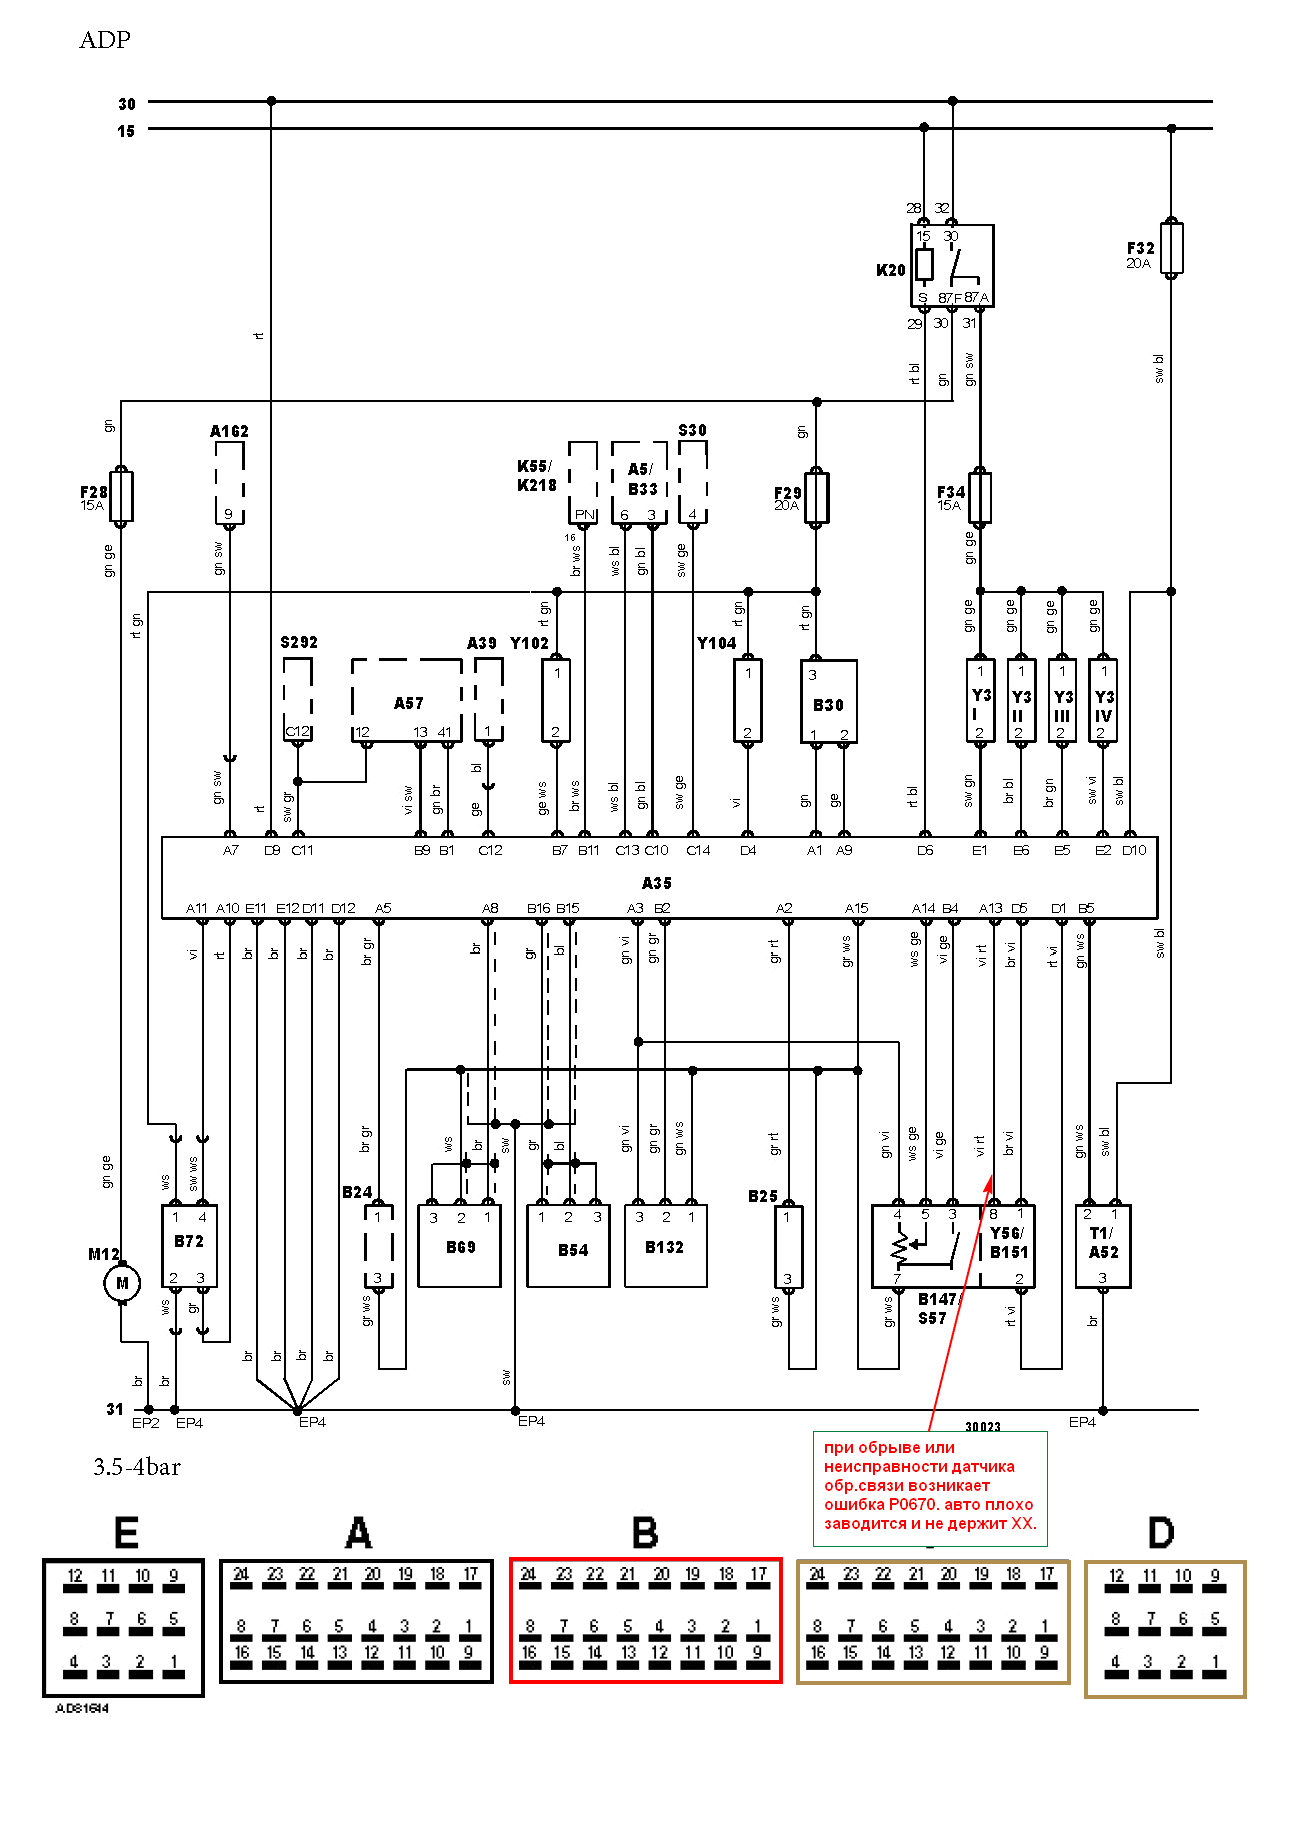 ADP
30
15
28 32
15 30
K20
S 87F 87A
29 30 31
F32
20A
rt
rt bl
gn
gn sw
sw bl
gn
A162
K55/
K218
A5/
B33
S30
gn
F28
15A
F29
20A
F34
15A
9
PN
6
3
4
16
gn ge
gn sw
br ws
ws bl
gn bl
sw ge
gn ge
rt gn
rt gn
rt gn
rt gn
gn ge
gn ge
gn ge
gn ge
S292
A57
A39
Y102
Y104
B30
Y3
I
Y3
II
Y3
III
Y3
IV
1
1
3
1
1
1
1
C12
12
13
41
1
2
2
1
2
2
2
2
2
gn sw
rt
sw gr
vi sw
gn br
bl
ge
ge ws
br ws
ws bl
gn bl
sw ge
vi
gn
ge
rt bl
sw gn
br bl
br gn
sw vi
sw bl
A7 D9 C11 B9 B1 C12 B7 B11 C13 C10 C14 D4 A1 A9 D6 E1 E6 E5 E2 D10
A35
A11 A10 E11 E12 D11 D12 A5 A8 B16 B15 A3 B2 A2 A15 A14 B4 A13 D5 D1 B5
vi
rt
br
br
br
br
br gr
br
gr
bl
gn vi
gn gr
gr rt
gr ws
ws ge
vi ge
vi rt
br vi
rt vi
gn ws
sw bl
gn ge
ws
sw ws
br gr
ws
br
sw
gr
bl
gn vi
gn gr
gn ws
gr rt
gn vi
ws ge
vi ge
vi rt
br vi
gn ws
sw bl
M12
M
1 4
B72
2 3
B24
1
3
3 2 1
B69
1 2 3
B54
3 2 1
B132
B25
1
3
4 5 3 8 1
7
2
Y56/
B151
B147/
S57
2 1
T1/
A52
3
ws
gr
gr ws
gr ws
gr ws
rt vi
br
br
br
br
br
br
br
sw
31
EP2
EP4
EP4
EP4
EP4
30023
3.5-4bar
при обрыве или
неисправности датчика
обр.связи возникает
ошибка P0670. авто плохо
заводится и не держит ХХ.
E
A
B
D
12 11 10 9
8 7 6 5
4 3 2 1
24 23 22 21 20 19 18 17
8 7 6 5 4 3 2 1
16 15 14 13 12 11 10 9
24 23 22 21 20 19 18 17
8 7 6 5 4 3 2 1
16 15 14 13 12 11 10 9
24 23 22 21 20 19 18 17
8 7 6 5 4 3 2 1
16 15 14 13 12 11 10 9
12 11 10 9
8 7 6 5
4 3 2 1